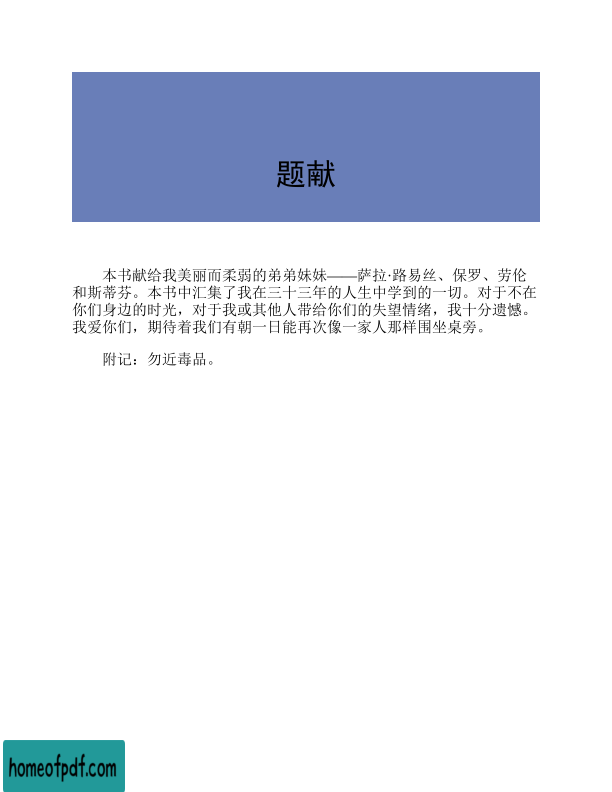 题献
本书献给我美丽而柔弱的弟弟妹妹——萨拉·路易丝、保罗、劳伦
和斯蒂芬。本书中汇集了我在三十三年的人生中学到的一切。对于不在
你们身边的时光，对于我或其他人带给你们的失望情绪，我十分遗憾。
我爱你们，期待着我们有朝一日能再次像一家人那样围坐桌旁。
附记：勿近毒品。
homeofpdf.com